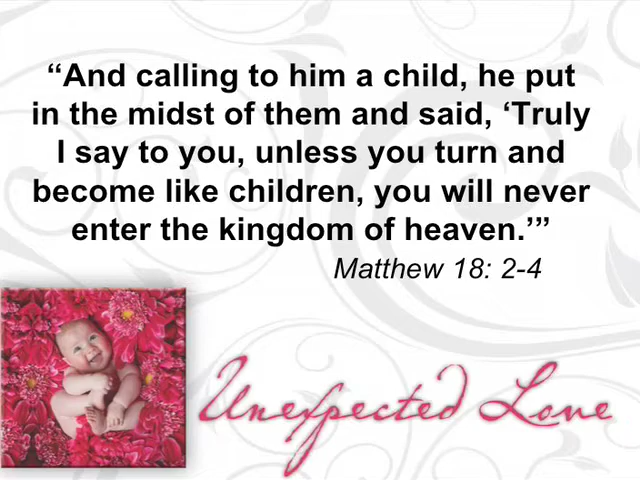 “And calling to him a child, he put
in the midst of them and said, ‘Truly
I say to you, unless you turn and
become like children, you will never
enter the kingdom of heaven.’”
Matthew 18: 2-4
Unexpected Love